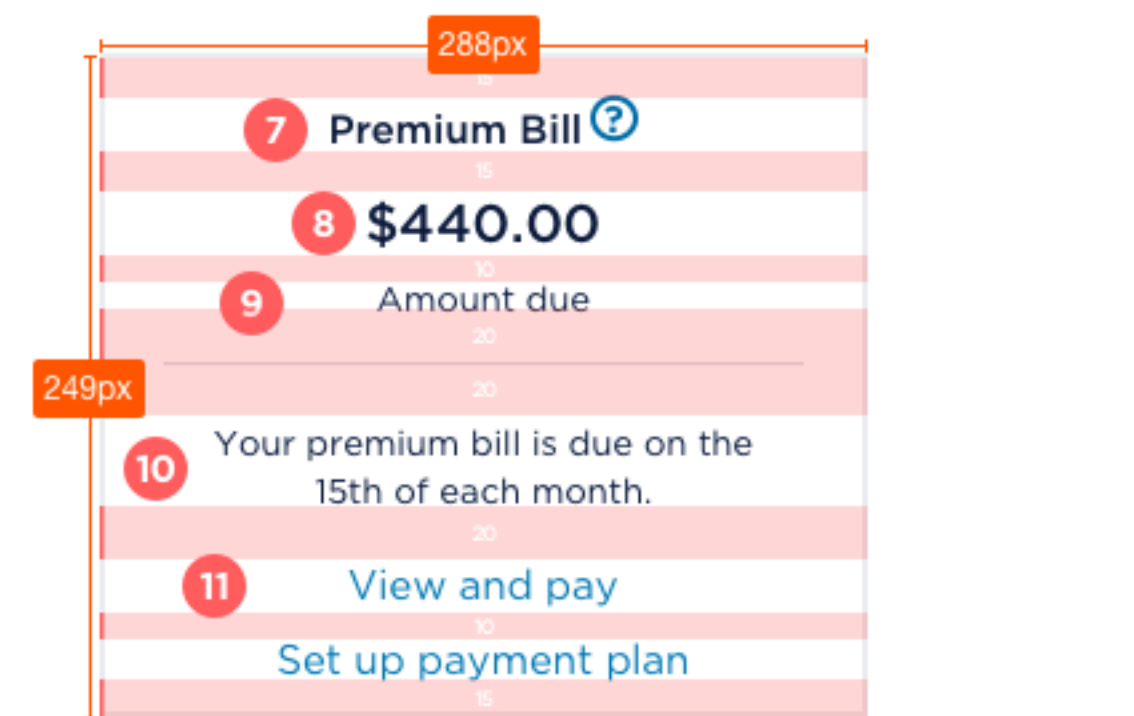 288px
15
7 Premium Bill ?
15
8 $440.00
10
9 Amount due
20
249px
20
10 Your premium bill is due on the
15th of each month.
20
11 View and pay
10
Set up payment plan
15